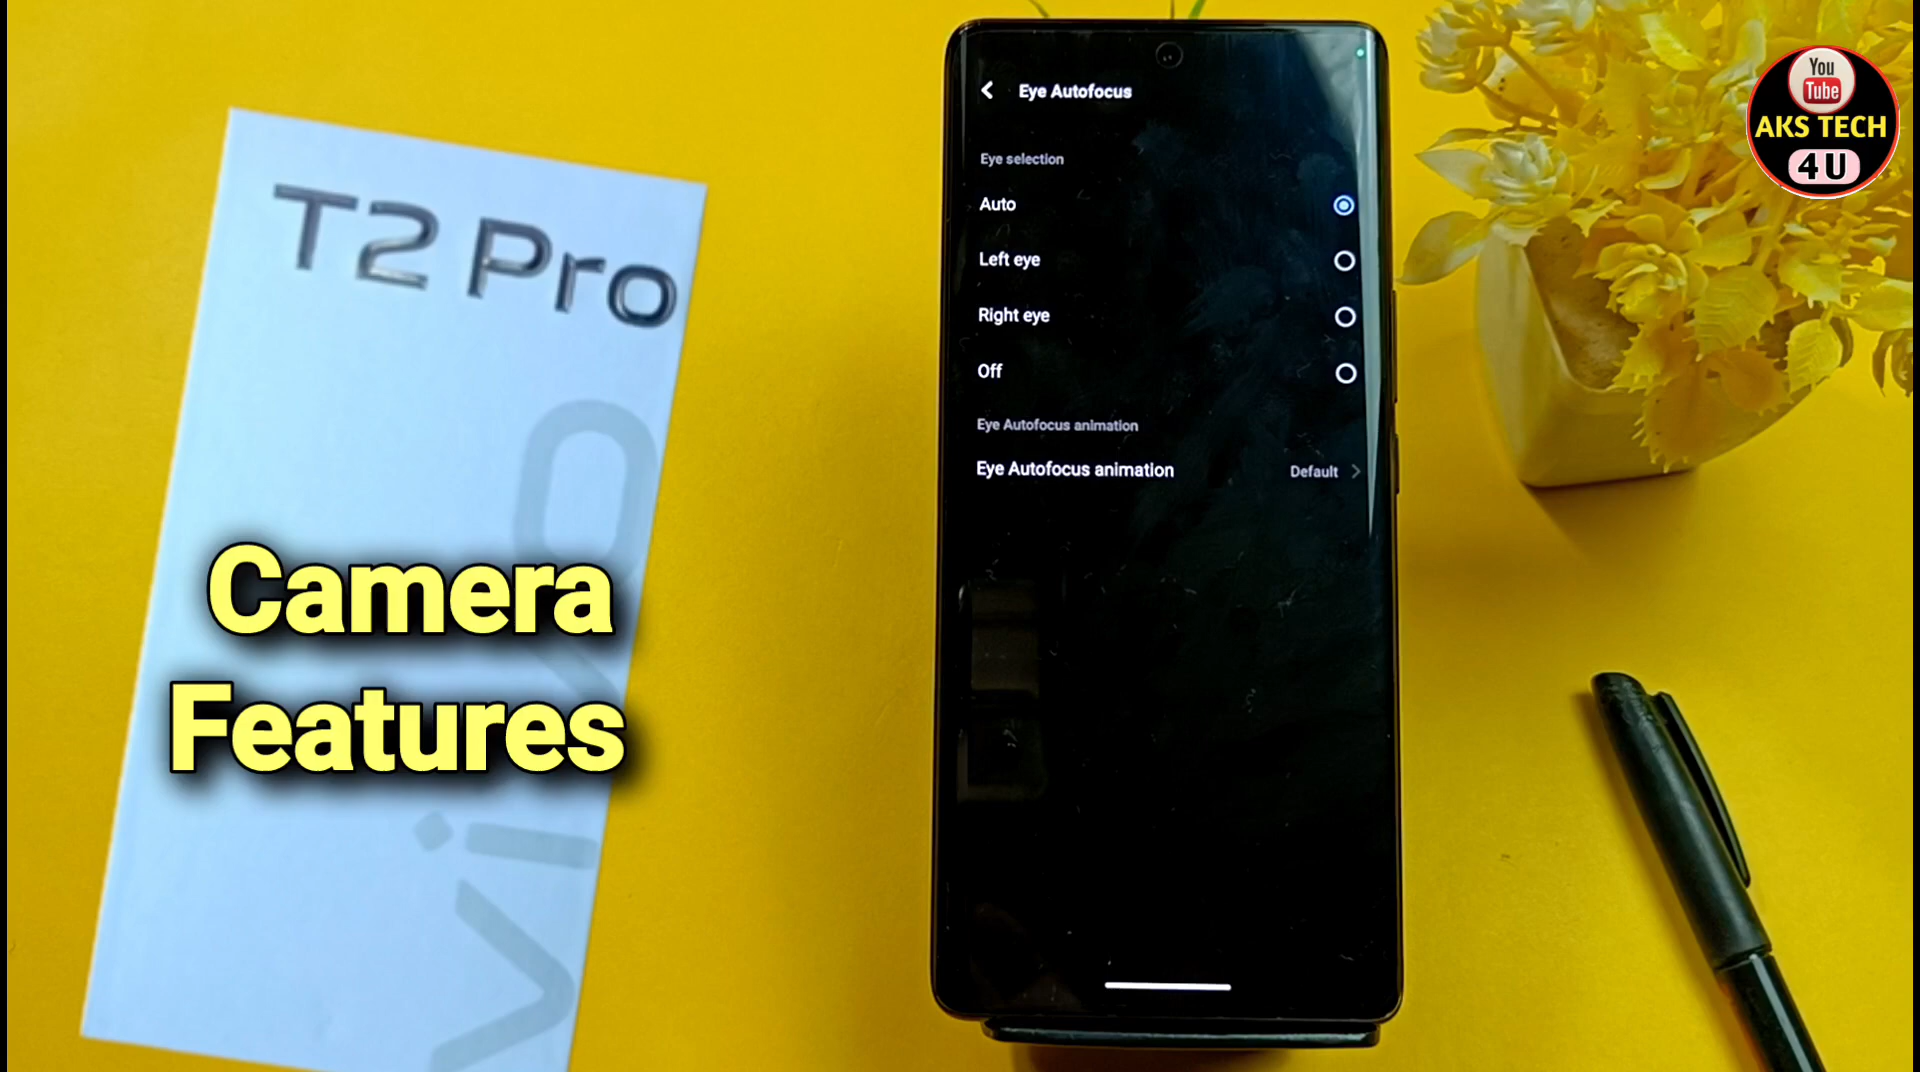 T2 Pro
vivo
Camera
Features
Eye Autofocus
Eye selection
Auto
Left eye
Right eye
Off
Eye Autofocus animation
Eye Autofocus animation Default
You
Tube
AKS TECH
4 U